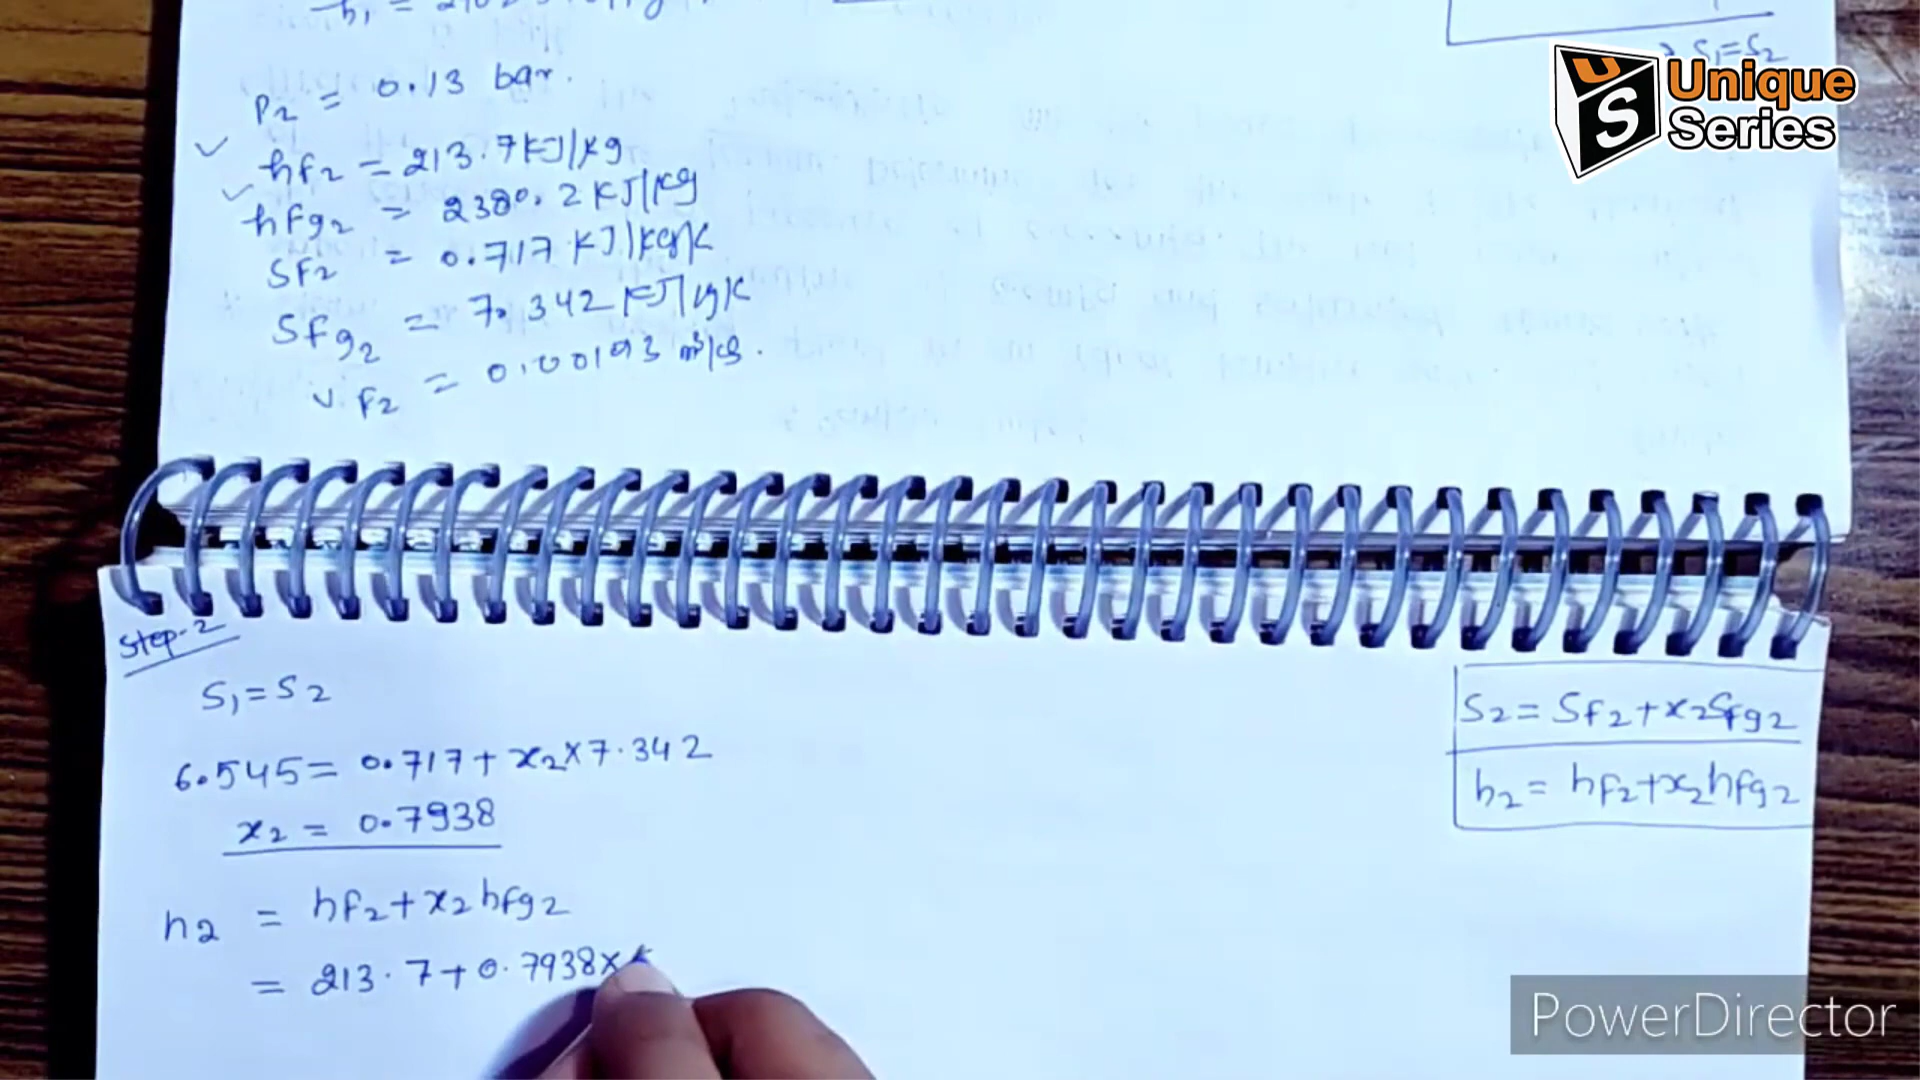 P2 = 0.13 bar.
hf2 = 213.7 KJ/kg
hfg2 = 2380.2 KJ/kg
Sf2 = 0.717 KJ/kgK
Sfg2 = 7.342 KJ/kgK
Vf2 = 0.00193 m³/kg.
S1=S2
Unique
Series
US
Step-2
S1=S2
6.545=0.717+x2×7.342
x2 = 0.7938
h2 = hf2+x2hfg2
= 213.7+0.7938×
S2=Sf2+x2Sfg2
h2=hf2+x2hfg2
PowerDirector